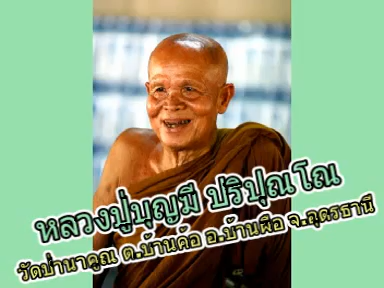 หลวงปู่บุญมี ปริปุณโณ
วัดป่านาคูณ ต.บ้านค้อ อ.บ้านผือ จ.อุดรธานี